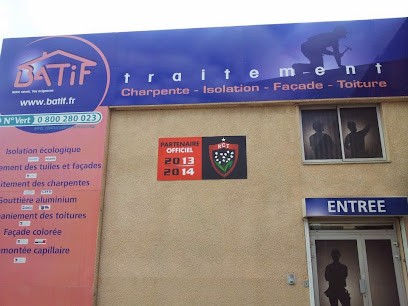 BATiF
www.batif.fr
N°Vert 0 800 280 023
traitement
Charpente - Isolation - Façade - Toiture
Isolation écologique
ement des tuiles et façades
aitement des charpentes
Gouttière aluminium
aniement des toitures
Façade colorée
montée capillaire
PARTENAIRE
OFFICIEL
2013
2014
RCT
ENTREE